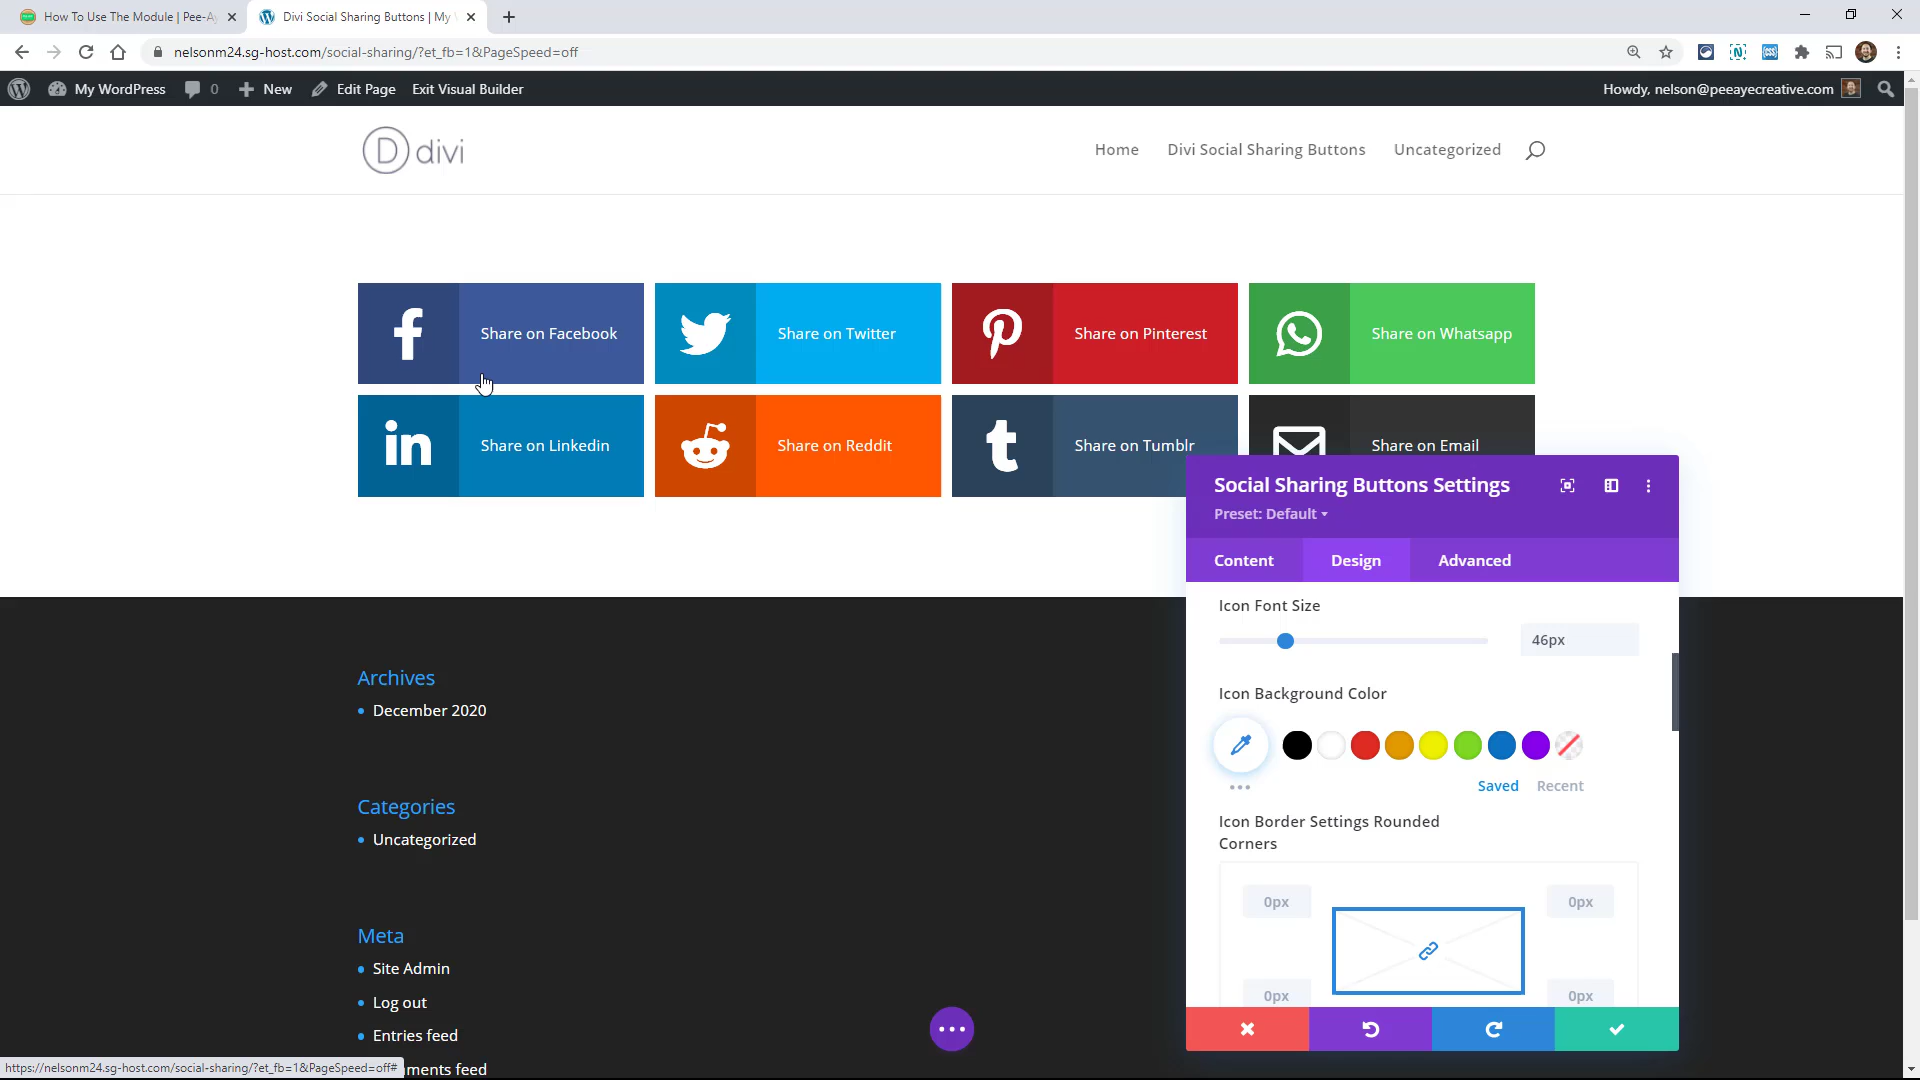 How To Use The Module | Pee-Ay
Divi Social Sharing Buttons | My
nelsonm24.sg-host.com/social-sharing/?et_fb=1&PageSpeed=off
My WordPress
0
New
Edit Page
Exit Visual Builder
Howdy, nelson@peeayecreative.com
D divi
Home
Divi Social Sharing Buttons
Uncategorized
Share on Facebook
Share on Twitter
Share on Pinterest
Share on Whatsapp
Share on Linkedin
Share on Reddit
Share on Tumblr
Share on Email
Social Sharing Buttons Settings
Preset: Default
Content
Design
Advanced
Icon Font Size
46px
Icon Background Color
Saved
Recent
Icon Border Settings Rounded
Corners
0px
0px
0px
0px
Archives
December 2020
Categories
Uncategorized
Meta
Site Admin
Log out
Entries feed
ments feed
https://nelsonm24.sg-host.com/social-sharing/?et_fb=1&PageSpeed=off#